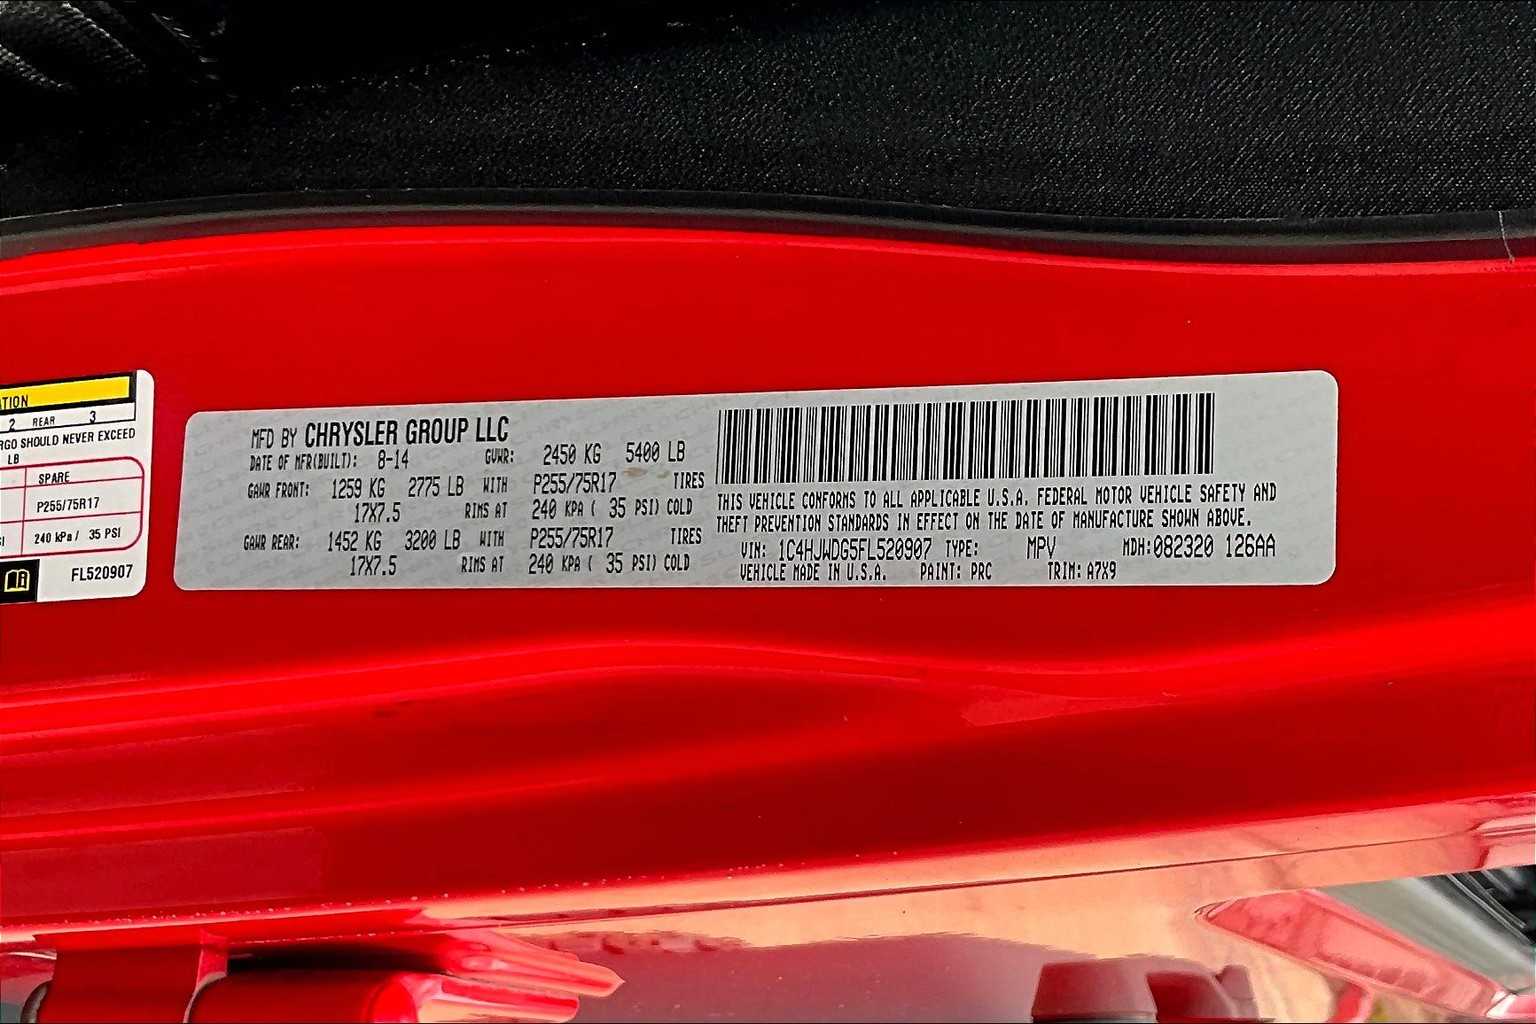 ATION
2 REAR 3
RGO SHOULD NEVER EXCEED
LB
SPARE
P255/75R17
SI 240 kPa / 35 PSI
FL520907
MFD BY CHRYSLER GROUP LLC
DATE OF MFR(BUILT): 8-14 GVWR: 2450 KG 5400 LB
GAWR FRONT: 1259 KG 2775 LB WITH P255/75R17 TIRES
17X7.5 RIMS AT 240 KPA ( 35 PSI) COLD
GAWR REAR: 1452 KG 3200 LB WITH P255/75R17 TIRES
17X7.5 RIMS AT 240 KPA ( 35 PSI) COLD
THIS VEHICLE CONFORMS TO ALL APPLICABLE U.S.A. FEDERAL MOTOR VEHICLE SAFETY AND
THEFT PREVENTION STANDARDS IN EFFECT ON THE DATE OF MANUFACTURE SHOWN ABOVE.
VIN: 1C4HJWDG5FL520907 TYPE: MPV MDH:082320 126AA
VEHICLE MADE IN U.S.A. PAINT: PRC TRIM: A7X9